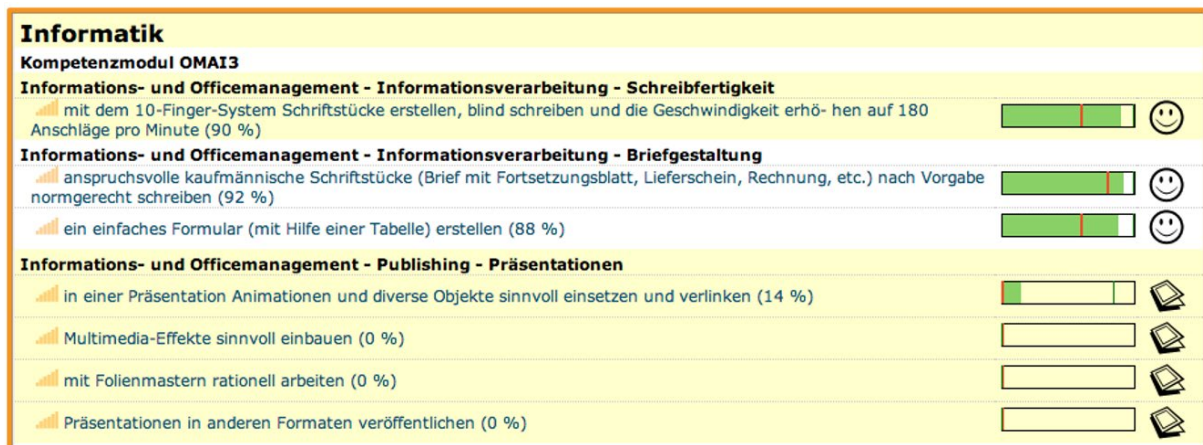 Informatik
Kompetenzmodul OMAI3
Informations- und Officemanagement - Informationsverarbeitung - Schreibfertigkeit
mit dem 10-Finger-System Schriftstücke erstellen, blind schreiben und die Geschwindigkeit erhö- hen auf 180
Anschläge pro Minute (90 %)
Informations- und Officemanagement - Informationsverarbeitung - Briefgestaltung
anspruchsvolle kaufmännische Schriftstücke (Brief mit Fortsetzungsblatt, Lieferschein, Rechnung, etc.) nach Vorgabe
normgerecht schreiben (92 %)
ein einfaches Formular (mit Hilfe einer Tabelle) erstellen (88 %)
Informations- und Officemanagement - Publishing - Präsentationen
in einer Präsentation Animationen und diverse Objekte sinnvoll einsetzen und verlinken (14 %)
Multimedia-Effekte sinnvoll einbauen (0 %)
mit Folienmastern rationell arbeiten (0 %)
Präsentationen in anderen Formaten veröffentlichen (0 %)